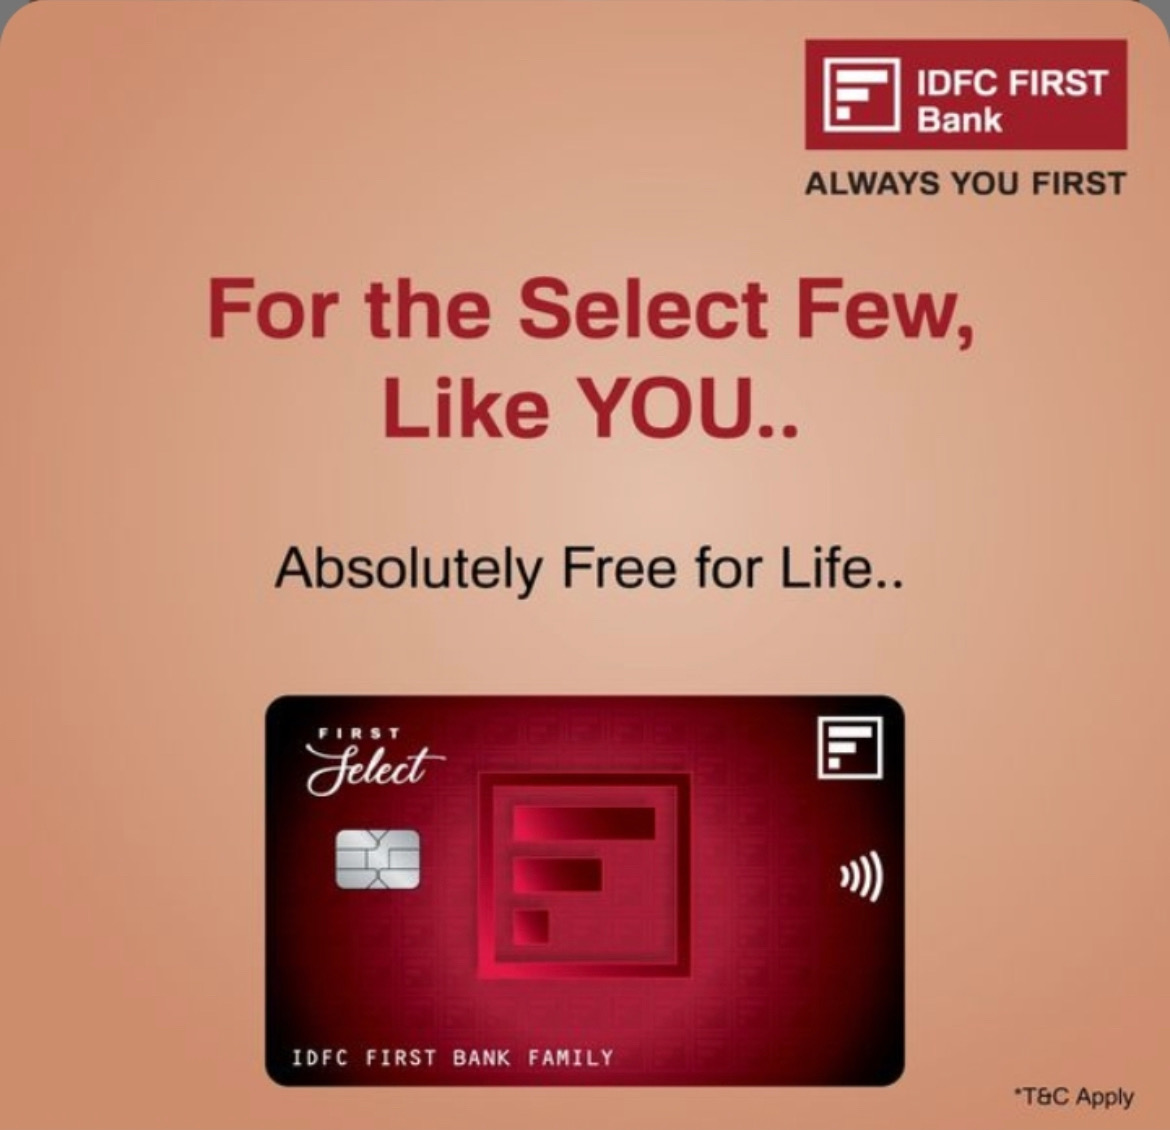 IDFC FIRST
Bank
ALWAYS YOU FIRST
For the Select Few,
Like YOU..
Absolutely Free for Life..
FIRST
Select
IDFC FIRST BANK FAMILY
*T&C Apply